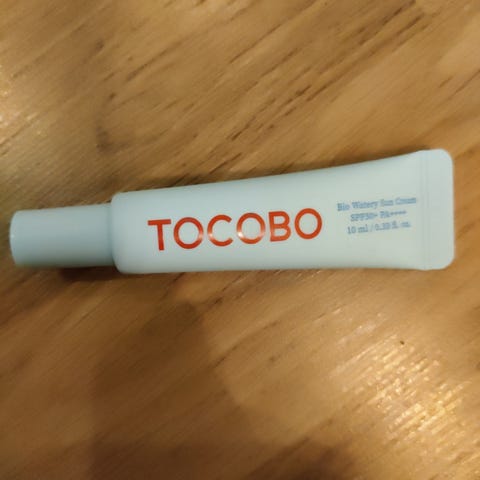 TOCOBO
Bio Watery Sun Cream
SPF50+ PA++++
10 ml / 0.33 fl. oz.